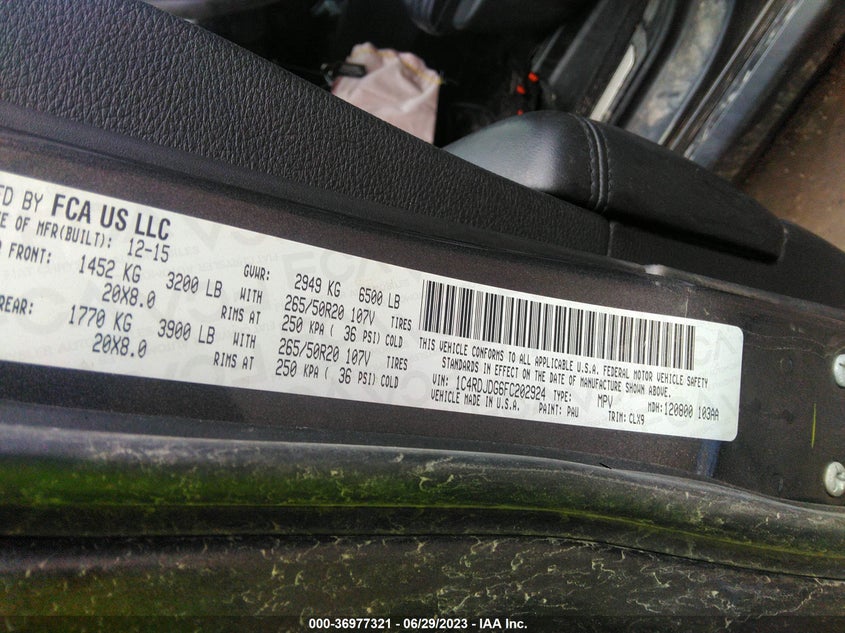 FD BY FCA US LLC
TE OF MFR(BUILT): 12-15
FRONT: 1452 KG 3200 LB
20X8.0
REAR: 1770 KG 3900 LB
20X8.0
GVWR: 2949 KG 6500 LB
WITH 265/50R20 107V TIRES
RIMS AT 250 KPA ( 36 PSI) COLD
WITH 265/50R20 107V TIRES
RIMS AT 250 KPA ( 36 PSI) COLD
THIS VEHICLE CONFORMS TO ALL APPLICABLE U.S.A. FEDERAL MOTOR VEHICLE SAFETY
STANDARDS IN EFFECT ON THE DATE OF MANUFACTURE SHOWN ABOVE.
VIN: 1C4RDJDG6FC202924 TYPE: MPV MDH:120800 103AA
VEHICLE MADE IN U.S.A. PAINT: PAU TRIM: CLX9
000-36977321 - 06/29/2023 - IAA Inc.